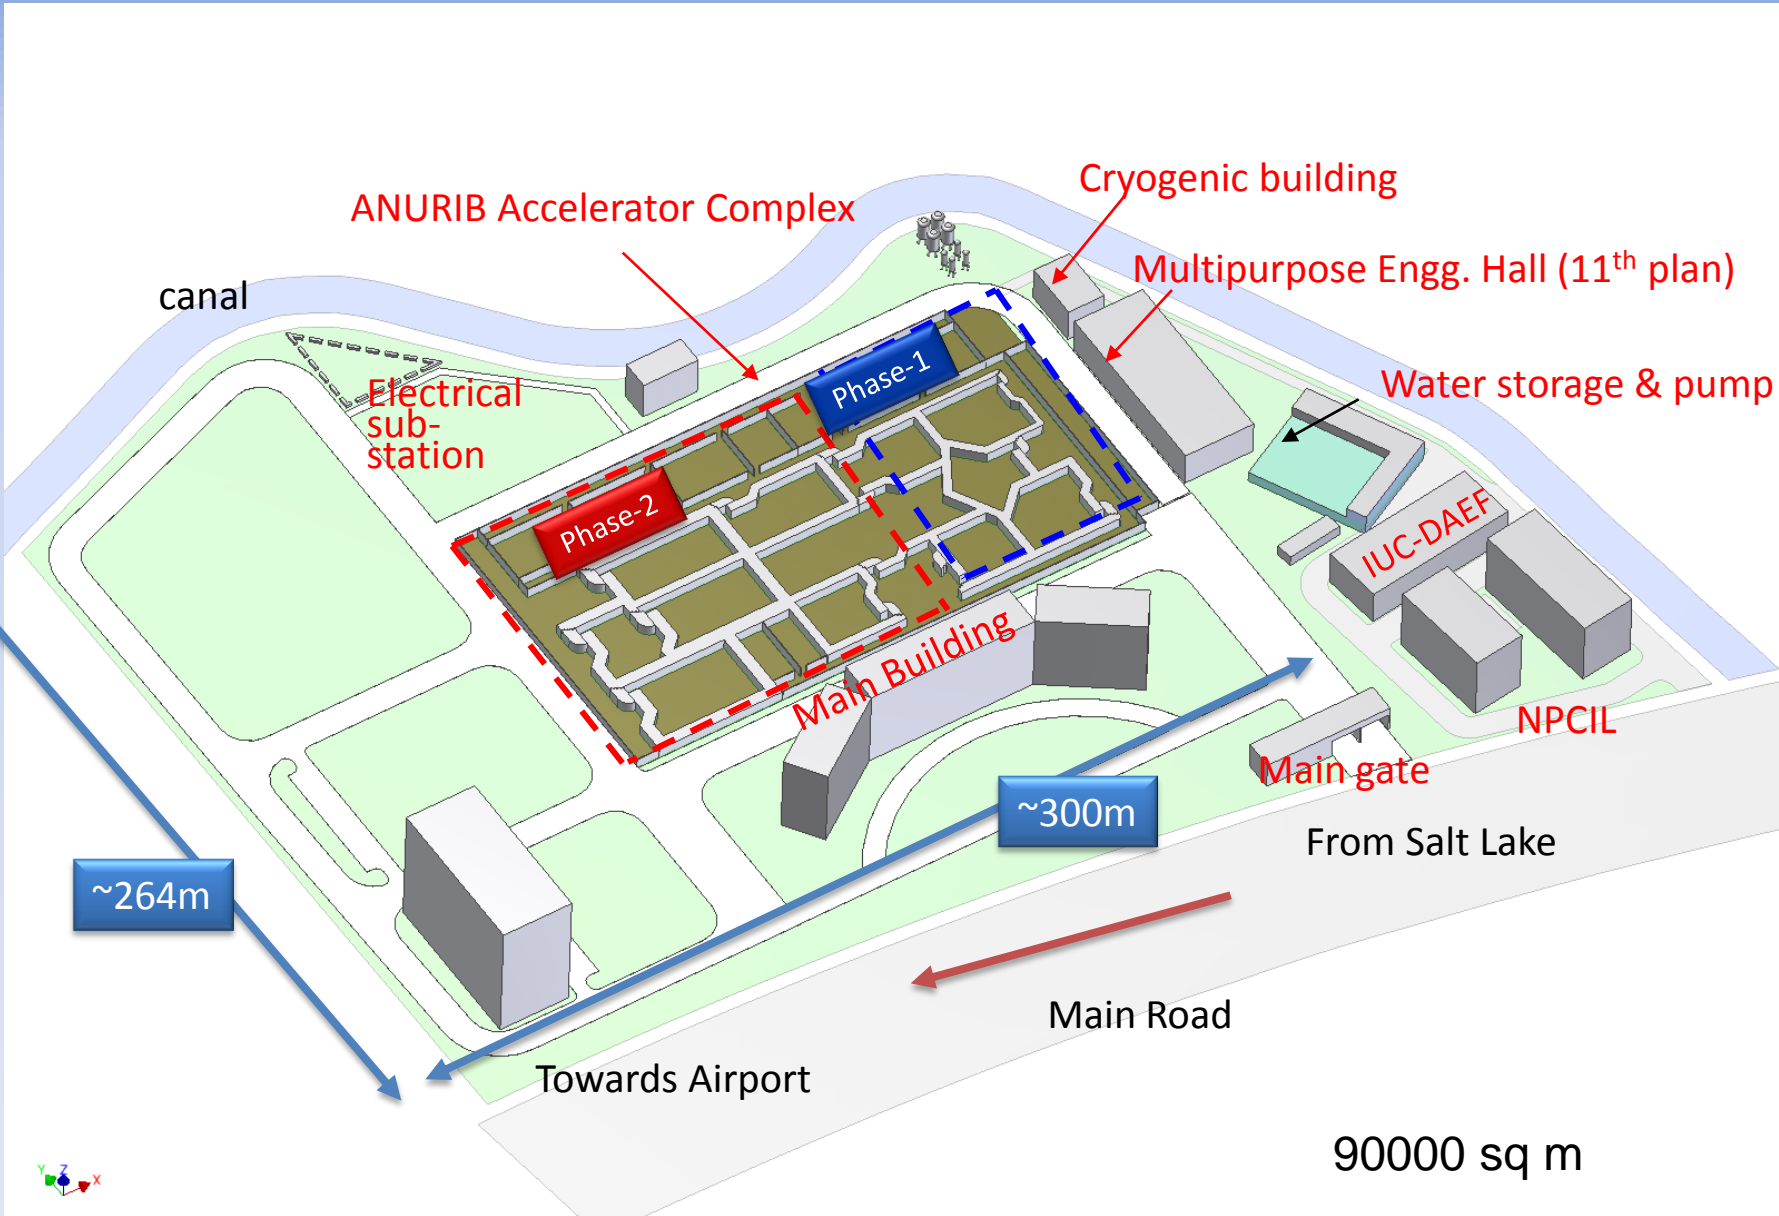 Cryogenic building
ANURIB Accelerator Complex
Multipurpose Engg. Hall (11th plan)
canal
Phase-1
Water storage & pump
Electrical
sub-
station
Phase-2
IUC-DAEF
Main Building
NPCIL
Main gate
~300m
From Salt Lake
~264m
Main Road
Towards Airport
90000 sq m
Y Z X